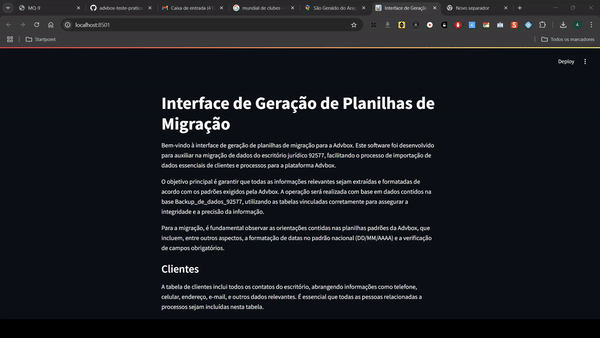 MQ-9
advbox-teste-pratico
Caixa de entrada (4
mundial de clubes
São Geraldo do Ara
Interface de Geração
Novo separador
localhost:8501
Startpoint
Todos os marcadores
Deploy
Interface de Geração de Planilhas de
Migração
Bem-vindo à interface de geração de planilhas de migração para a Advbox. Este software foi desenvolvido
para auxiliar na migração de dados do escritório jurídico 92577, facilitando o processo de importação de
dados essenciais de clientes e processos para a plataforma Advbox.
O objetivo principal é garantir que todas as informações relevantes sejam extraídas e formatadas de
acordo com os padrões exigidos pela Advbox. A operação será realizada com base em dados contidos na
base Backup_de_dados_92577, utilizando as tabelas vinculadas corretamente para assegurar a
integridade e a precisão da informação.
Para a migração, é fundamental observar as orientações contidas nas planilhas padrões da Advbox, que
incluem, entre outros aspectos, a formatação de datas no padrão nacional (DD/MM/AAAA) e a verificação
de campos obrigatórios.
Clientes
A tabela de clientes inclui todos os contatos do escritório, abrangendo informações como telefone,
celular, endereço, e-mail, e outros dados relevantes. É essencial que todas as pessoas relacionadas a
processos sejam incluídas nesta tabela.